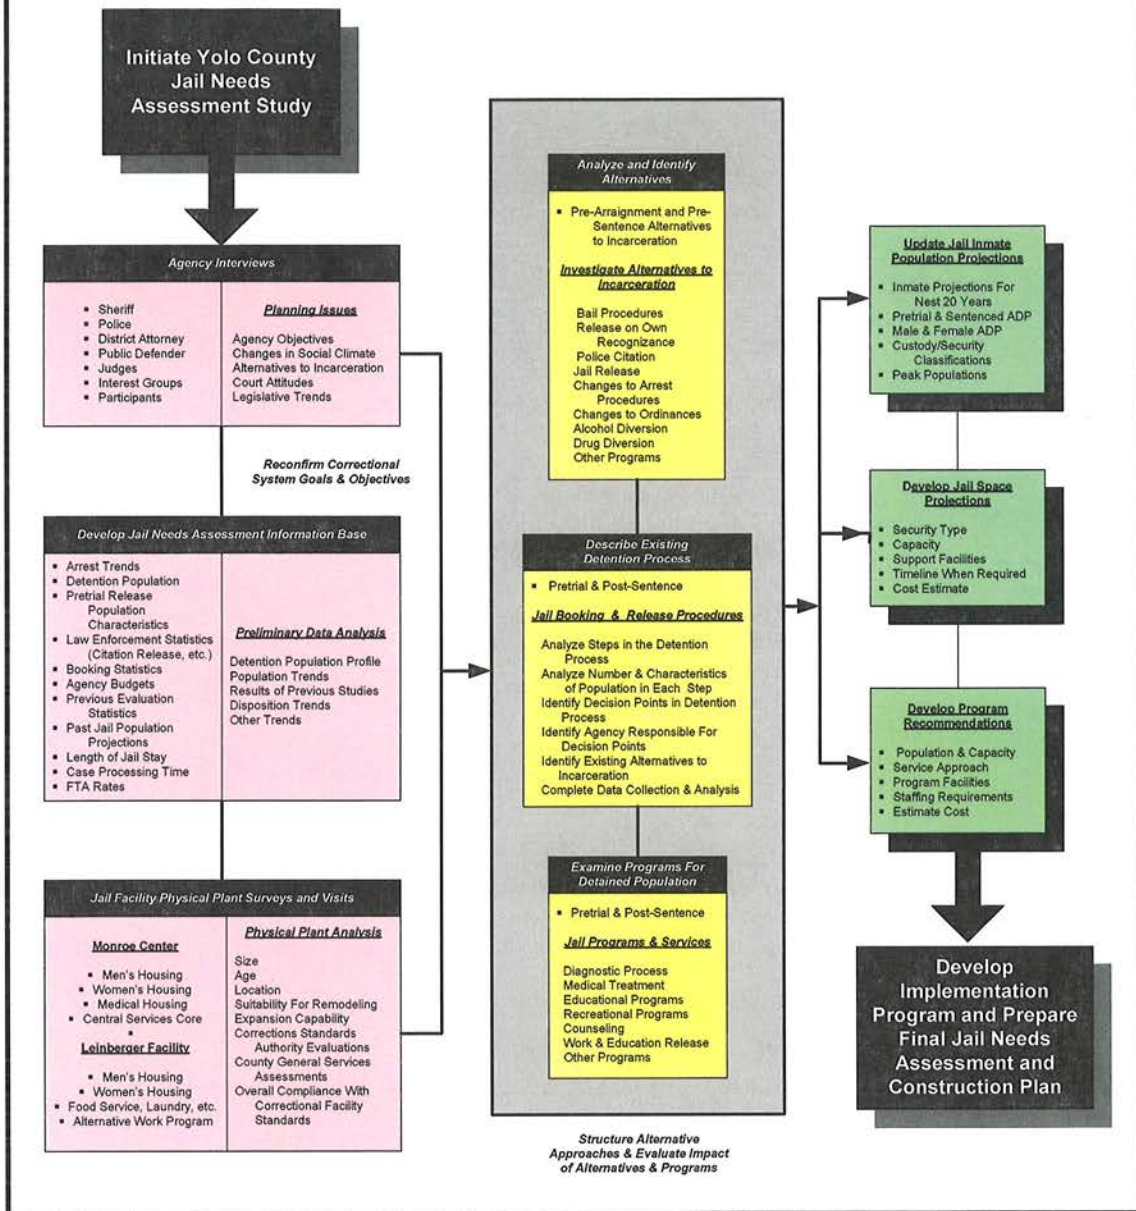 Initiate Yolo County
Jail Needs
Assessment Study
Agency Interviews
▪ Sheriff
▪ Police
▪ District Attorney
▪ Public Defender
▪ Judges
▪ Interest Groups
▪ Participants
Planning Issues
Agency Objectives
Changes in Social Climate
Alternatives to Incarceration
Court Attitudes
Legislative Trends
Reconfirm Correctional
System Goals & Objectives
Develop Jail Needs Assessment Information Base
▪ Arrest Trends
▪ Detention Population
▪ Pretrial Release
Population
Characteristics
▪ Law Enforcement Statistics
(Citation Release, etc.)
▪ Booking Statistics
▪ Agency Budgets
▪ Previous Evaluation
Statistics
▪ Past Jail Population
Projections
▪ Length of Jail Stay
▪ Case Processing Time
▪ FTA Rates
Preliminary Data Analysis
Detention Population Profile
Population Trends
Results of Previous Studies
Disposition Trends
Other Trends
Jail Facility Physical Plant Surveys and Visits
Monroe Center
▪ Men's Housing
▪ Women's Housing
▪ Medical Housing
▪ Central Services Core
▪
Leinberger Facility
▪ Men's Housing
▪ Women's Housing
▪ Food Service, Laundry, etc.
▪ Alternative Work Program
Physical Plant Analysis
Size
Age
Location
Suitability For Remodeling
Expansion Capability
Corrections Standards
Authority Evaluations
County General Services
Assessments
Overall Compliance With
Correctional Facility
Standards
Analyze and Identify
Alternatives
▪ Pre-Arraignment and Pre-
Sentence Alternatives
to Incarceration
Investigate Alternatives to
Incarceration
Bail Procedures
Release on Own
Recognizance
Police Citation
Jail Release
Changes to Arrest
Procedures
Changes to Ordinances
Alcohol Diversion
Drug Diversion
Other Programs
Describe Existing
Detention Process
▪ Pretrial & Post-Sentence
Jail Booking & Release Procedures
Analyze Steps in the Detention
Process
Analyze Number & Characteristics
of Population in Each Step
Identify Decision Points in Detention
Process
Identify Agency Responsible For
Decision Points
Identify Existing Alternatives to
Incarceration
Complete Data Collection & Analysis
Examine Programs For
Detained Population
▪ Pretrial & Post-Sentence
Jail Programs & Services
Diagnostic Process
Medical Treatment
Educational Programs
Recreational Programs
Counseling
Work & Education Release
Other Programs
Structure Alternative
Approaches & Evaluate Impact
of Alternatives & Programs
Update Jail Inmate
Population Projections
▪ Inmate Projections For
Nest 20 Years
▪ Pretrial & Sentenced ADP
▪ Male & Female ADP
▪ Custody/Security
Classifications
▪ Peak Populations
Develop Jail Space
Projections
▪ Security Type
▪ Capacity
▪ Support Facilities
▪ Timeline When Required
▪ Cost Estimate
Develop Program
Recommendations
▪ Population & Capacity
▪ Service Approach
▪ Program Facilities
▪ Staffing Requirements
▪ Estimate Cost
Develop
Implementation
Program and Prepare
Final Jail Needs
Assessment and
Construction Plan